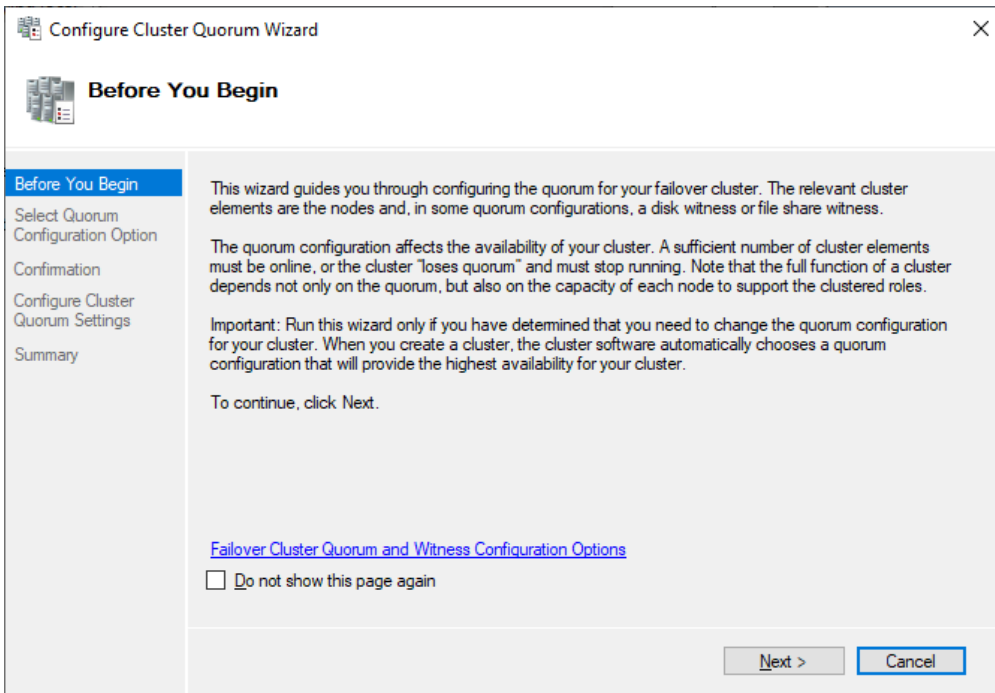 Configure Cluster Quorum Wizard
Before You Begin
Before You Begin
Select Quorum
Configuration Option
Confirmation
Configure Cluster
Quorum Settings
Summary
This wizard guides you through configuring the quorum for your failover cluster. The relevant cluster
elements are the nodes and, in some quorum configurations, a disk witness or file share witness.
The quorum configuration affects the availability of your cluster. A sufficient number of cluster elements
must be online, or the cluster "loses quorum" and must stop running. Note that the full function of a cluster
depends not only on the quorum, but also on the capacity of each node to support the clustered roles.
Important: Run this wizard only if you have determined that you need to change the quorum configuration
for your cluster. When you create a cluster, the cluster software automatically chooses a quorum
configuration that will provide the highest availability for your cluster.
To continue, click Next.
Failover Cluster Quorum and Witness Configuration Options
Do not show this page again
Next >
Cancel